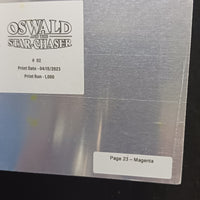 OSWALD
AND THE
STAR-CHASER
# 02
Print Date - 04/19/2023
Print Run - 1,000
Page 23 – Magenta